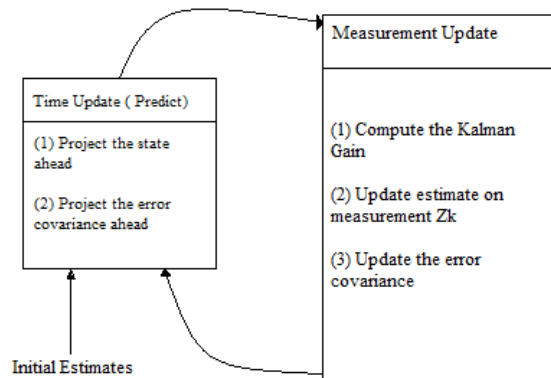 Measurement Update
Time Update ( Predict)
(1) Project the state
ahead
(2) Project the error
covariance ahead
(1) Compute the Kalman
Gain
(2) Update estimate on
measurement Zk
(3) Update the error
covariance
Initial Estimates